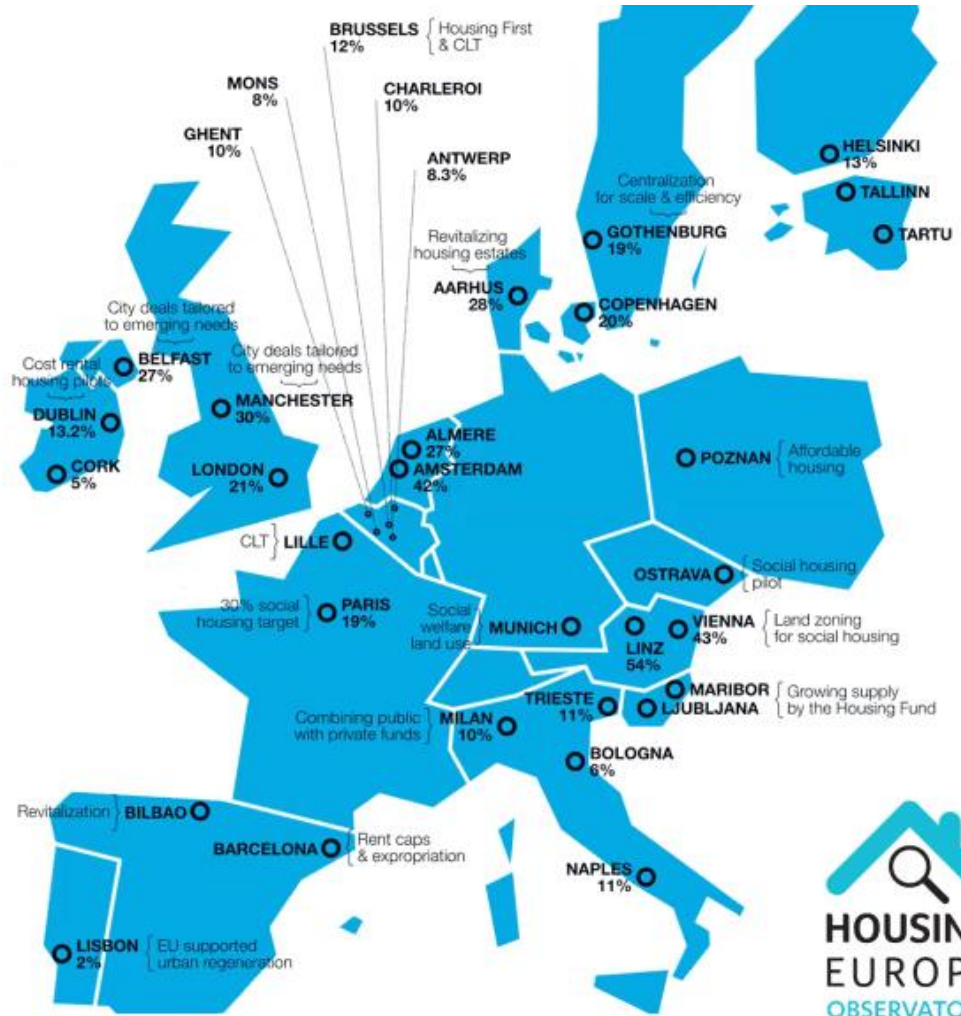 BRUSSELS
12%
Housing First
& CLT
MONS
8%
CHARLEROI
10%
GHENT
10%
ANTWERP
8.3%
HELSINKI
13%
TALLINN
TARTU
Centralization
for scale & efficiency
GOTHENBURG
19%
Revitalizing
housing estates
AARHUS
28%
COPENHAGEN
20%
City deals tailored
to emerging needs
BELFAST
27%
City deals tailored
to emerging needs
MANCHESTER
30%
Cost rental
housing pilots
DUBLIN
13.2%
CORK
5%
LONDON
21%
ALMERE
27%
AMSTERDAM
42%
POZNAN
Affordable
housing
CLT
LILLE
OSTRAVA
Social housing
pilot
30% social
housing target
PARIS
19%
Social
welfare
land use
MUNICH
LINZ
54%
VIENNA
43%
Land zoning
for social housing
MARIBOR
LJUBLJANA
Growing supply
by the Housing Fund
TRIESTE
11%
Combining public
with private funds
MILAN
10%
BOLOGNA
6%
Revitalization
BILBAO
BARCELONA
Rent caps
& expropriation
NAPLES
11%
LISBON
2%
EU supported
urban regeneration
HOUSIN
EUROP
OBSERVATO